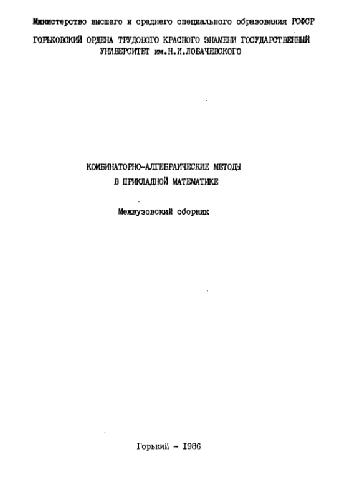 Министерство высшего и среднего специального образования РСФСР
ГОРЬКОВСКИЙ ОРДЕНА ТРУДОВОГО КРАСНОГО ЗНАМЕНИ ГОСУДАРСТВЕННЫЙ
УНИВЕРСИТЕТ им.Н.И.ЛОБАЧЕВСКОГО
КОМБИНАТОРНО-АЛГЕБРАИЧЕСКИЕ МЕТОДЫ
В ПРИКЛАДНОЙ МАТЕМАТИКЕ
Межвузовский сборник
Горький - 1986